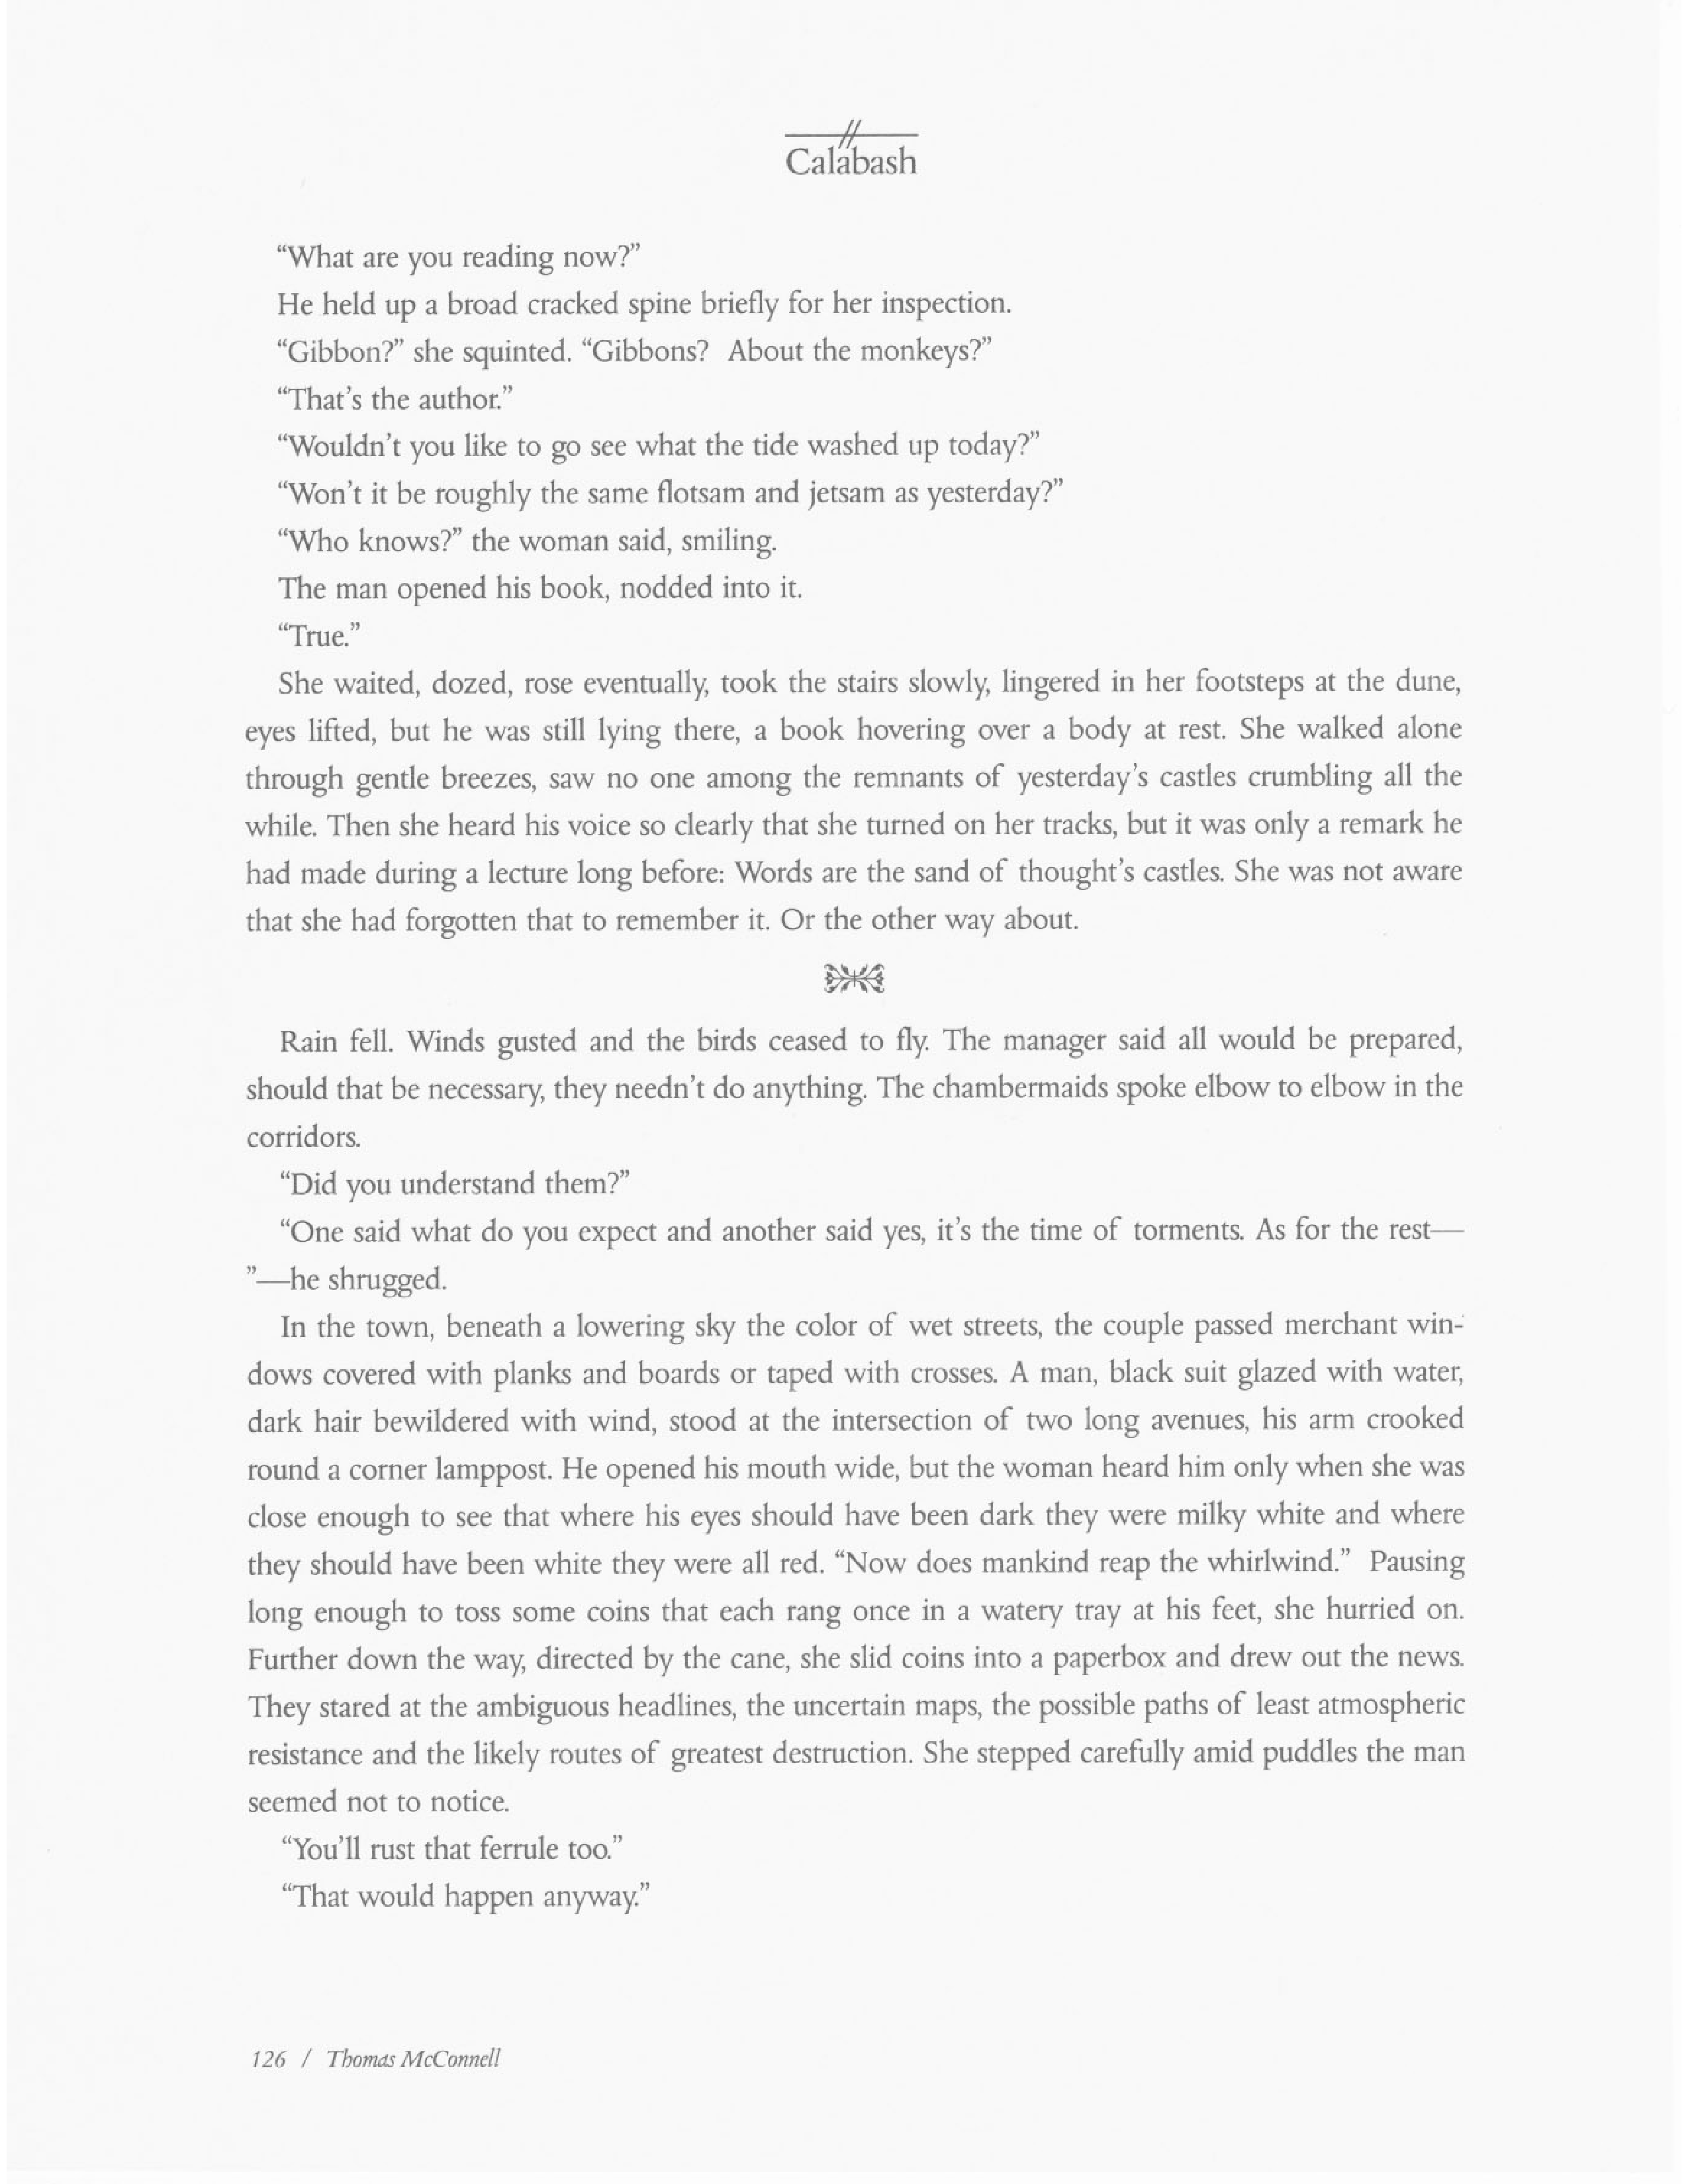 Calabash
“What are you reading now?”
He held up a broad cracked spine briefly for her inspection.
“Gibbon?” she squinted. “Gibbons?  About the monkeys?”
“That’s the author.”
“Wouldn’t you like to go see what the tide washed up today?”
“Won’t it be roughly the same flotsam and jetsam as yesterday?”
“Who knows?” the woman said, smiling.
The man opened his book, nodded into it.
“True.”
She waited, dozed, rose eventually, took the stairs slowly, lingered in her footsteps at the dune,
eyes lifted, but he was still lying there, a book hovering over a body at rest. She walked alone
through gentle breezes, saw no one among the remnants of yesterday’s castles crumbling all the
while. Then she heard his voice so clearly that she turned on her tracks, but it was only a remark he
had made during a lecture long before: Words are the sand of thought’s castles. She was not aware
that she had forgotten that to remember it. Or the other way about.
Rain fell. Winds gusted and the birds ceased to fly. The manager said all would be prepared,
should that be necessary, they needn’t do anything. The chambermaids spoke elbow to elbow in the
corridors.
“Did you understand them?”
“One said what do you expect and another said yes, it’s the time of torments. As for the rest—
”—he shrugged.
In the town, beneath a lowering sky the color of wet streets, the couple passed merchant win-
dows covered with planks and boards or taped with crosses. A man, black suit glazed with water,
dark hair bewildered with wind, stood at the intersection of two long avenues, his arm crooked
round a corner lamppost. He opened his mouth wide, but the woman heard him only when she was
close enough to see that where his eyes should have been dark they were milky white and where
they should have been white they were all red. “Now does mankind reap the whirlwind.”  Pausing
long enough to toss some coins that each rang once in a watery tray at his feet, she hurried on.
Further down the way, directed by the cane, she slid coins into a paperbox and drew out the news.
They stared at the ambiguous headlines, the uncertain maps, the possible paths of least atmospheric
resistance and the likely routes of greatest destruction. She stepped carefully amid puddles the man
seemed not to notice.
“You’ll rust that ferrule too.”
“That would happen anyway.”
126 / Thomas McConnell